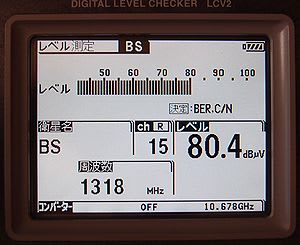 DIGITAL LEVEL CHECKER LCV2
レベル測定 BS
50 60 70 80 90 100
レベル
決定:BER,C/N
衛星名 ch R レベル
BS 15 80.4 dBμV
周波数
1318 MHz
コンバーター OFF 10.678GHz